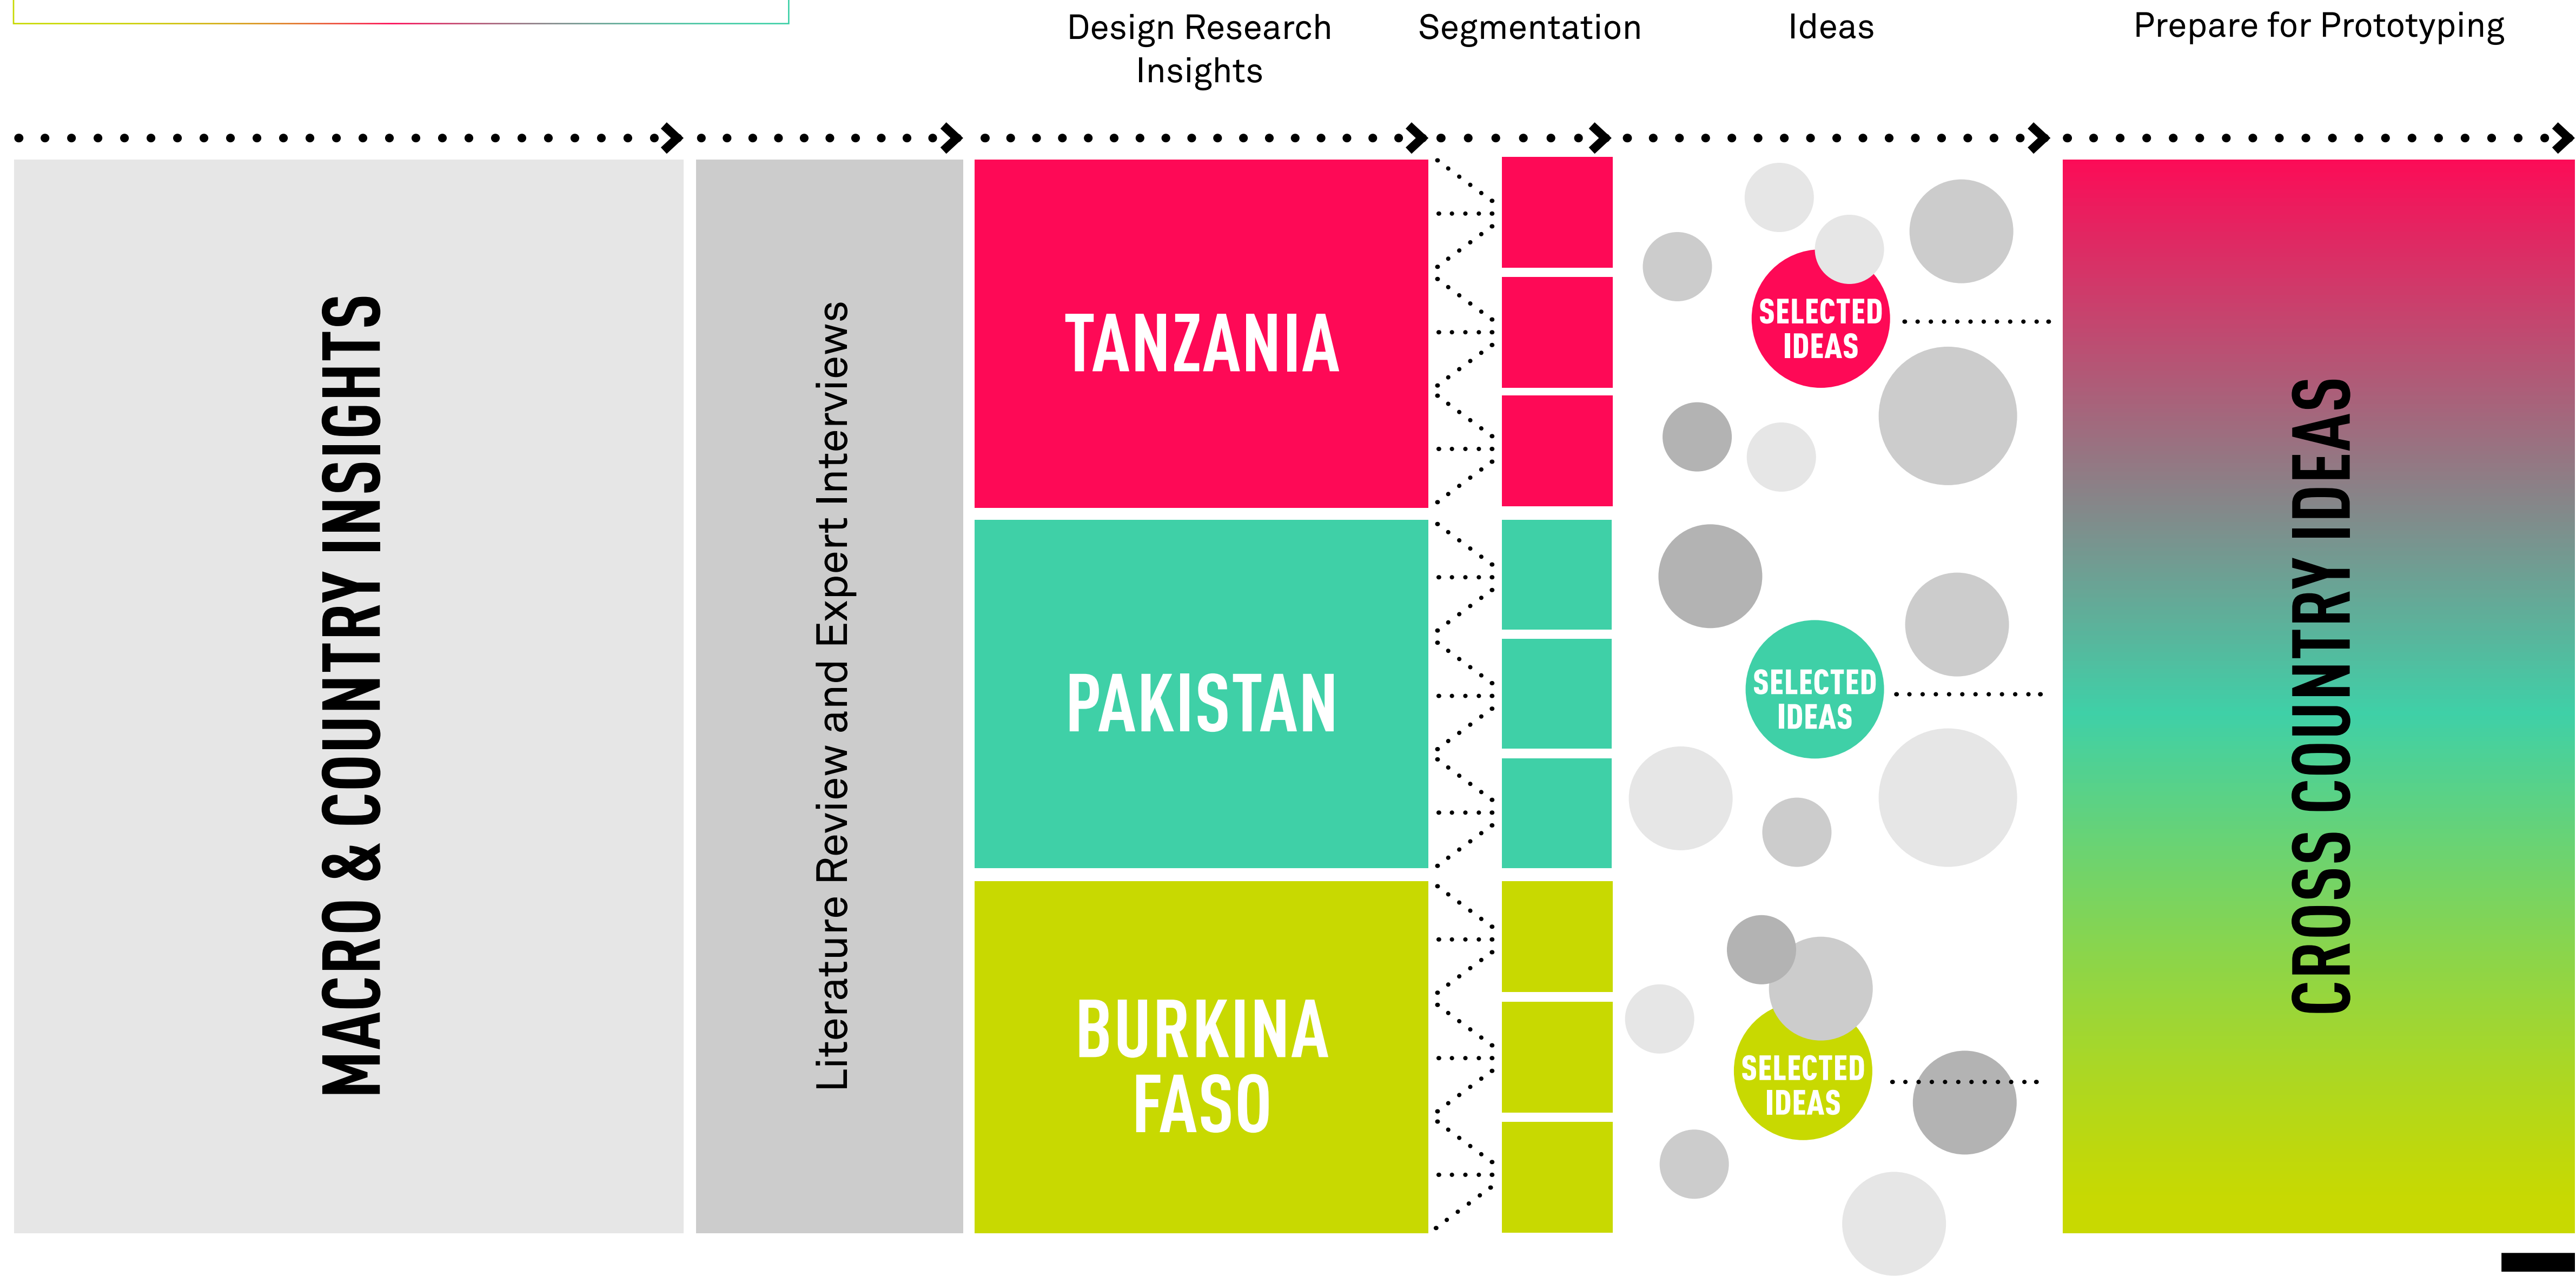 Design Research
Insights
Segmentation
Ideas
Prepare for Prototyping
MACRO & COUNTRY INSIGHTS
Literature Review and Expert Interviews
TANZANIA
PAKISTAN
BURKINA
FASO
SELECTED
IDEAS
SELECTED
IDEAS
SELECTED
IDEAS
CROSS COUNTRY IDEAS